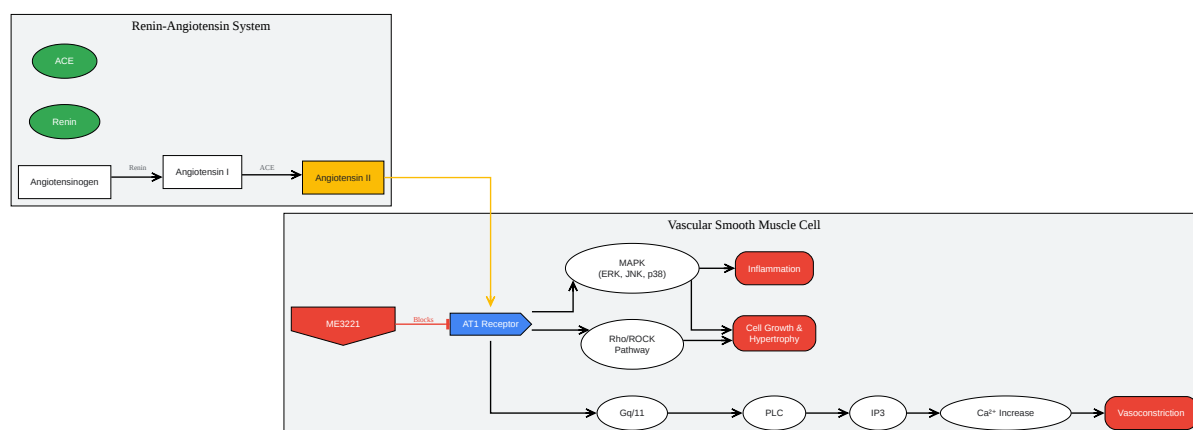 Renin-Angiotensin System
ACE
Renin
Angiotensinogen
Renin
Angiotensin I
ACE
Angiotensin II
Vascular Smooth Muscle Cell
MAPK
(ERK, JNK, p38)
Inflammation
ME3221
Blocks
AT1 Receptor
Rho/ROCK
Pathway
Cell Growth &
Hypertrophy
Gq/11
PLC
IP3
Ca²⁺ Increase
Vasoconstriction